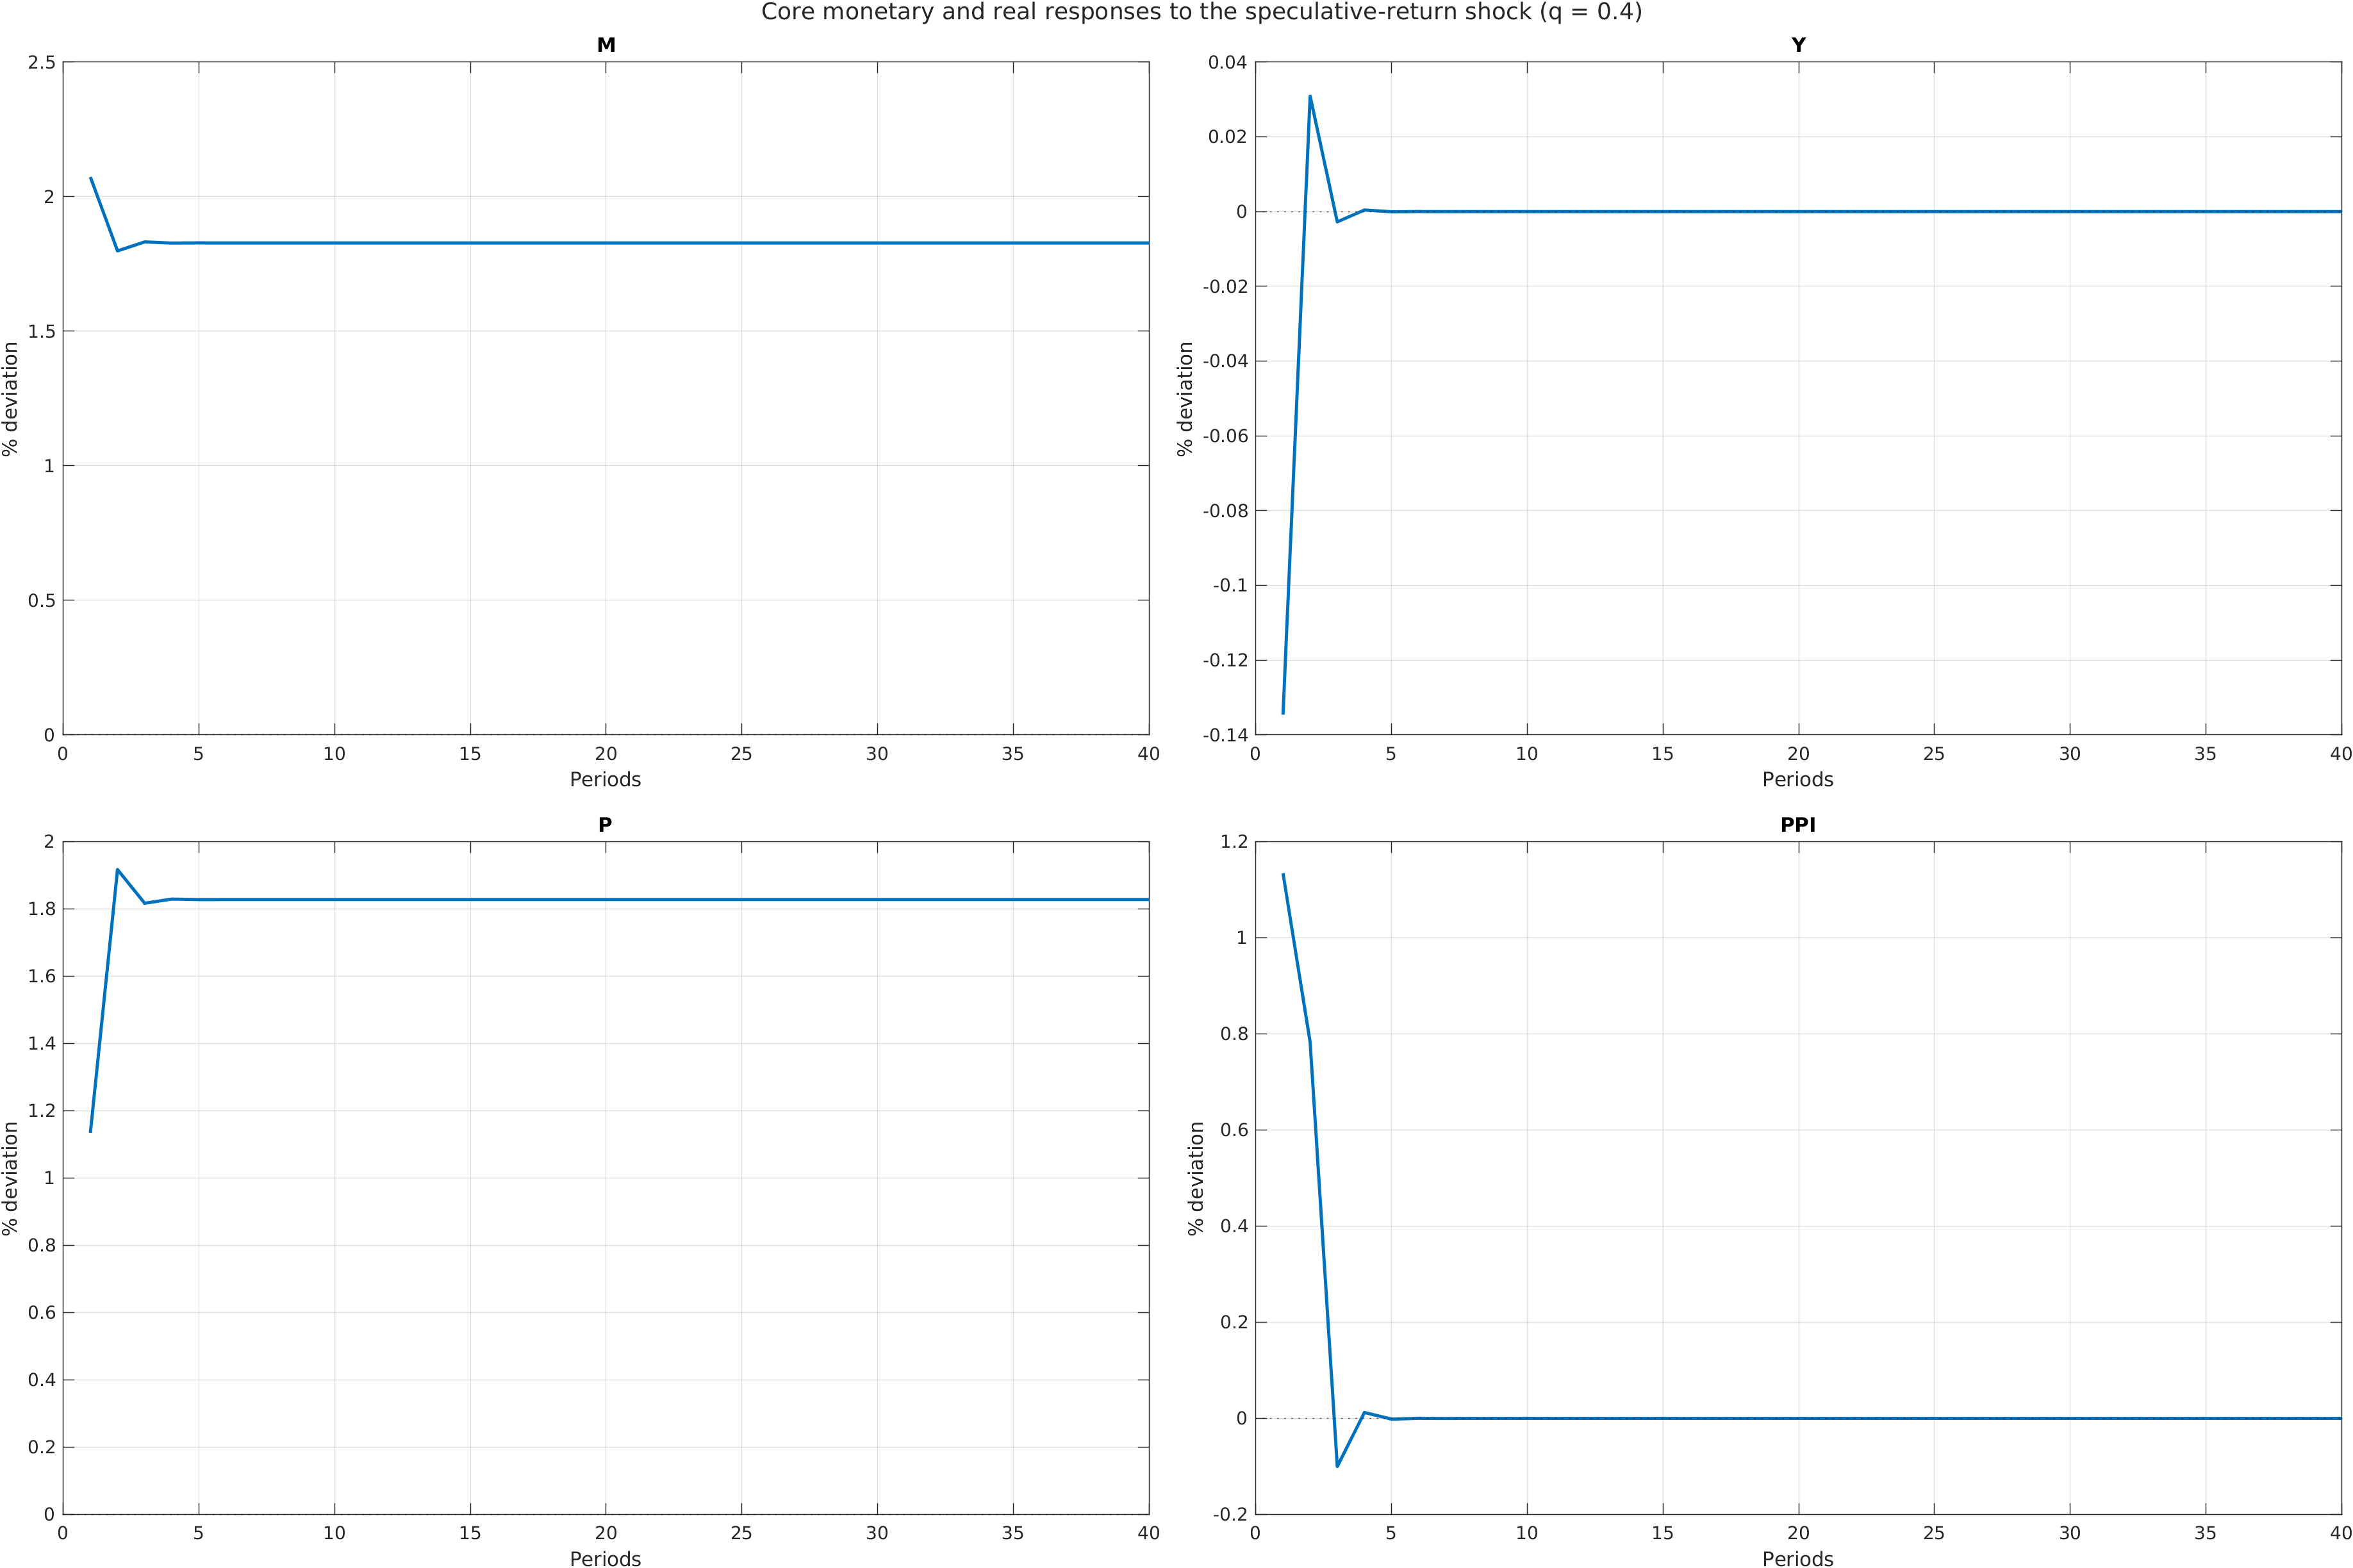 Core monetary and real responses to the speculative-return shock (q = 0.4)
M
2.5
2
1.5
1
0.5
0
% deviation
0 5 10 15 20 25 30 35 40
Periods
Y
0.04
0.02
0
-0.02
-0.04
-0.06
-0.08
-0.1
-0.12
-0.14
% deviation
0 5 10 15 20 25 30 35 40
Periods
P
2
1.8
1.6
1.4
1.2
1
0.8
0.6
0.4
0.2
0
% deviation
0 5 10 15 20 25 30 35 40
Periods
PPI
1.2
1
0.8
0.6
0.4
0.2
0
-0.2
% deviation
0 5 10 15 20 25 30 35 40
Periods